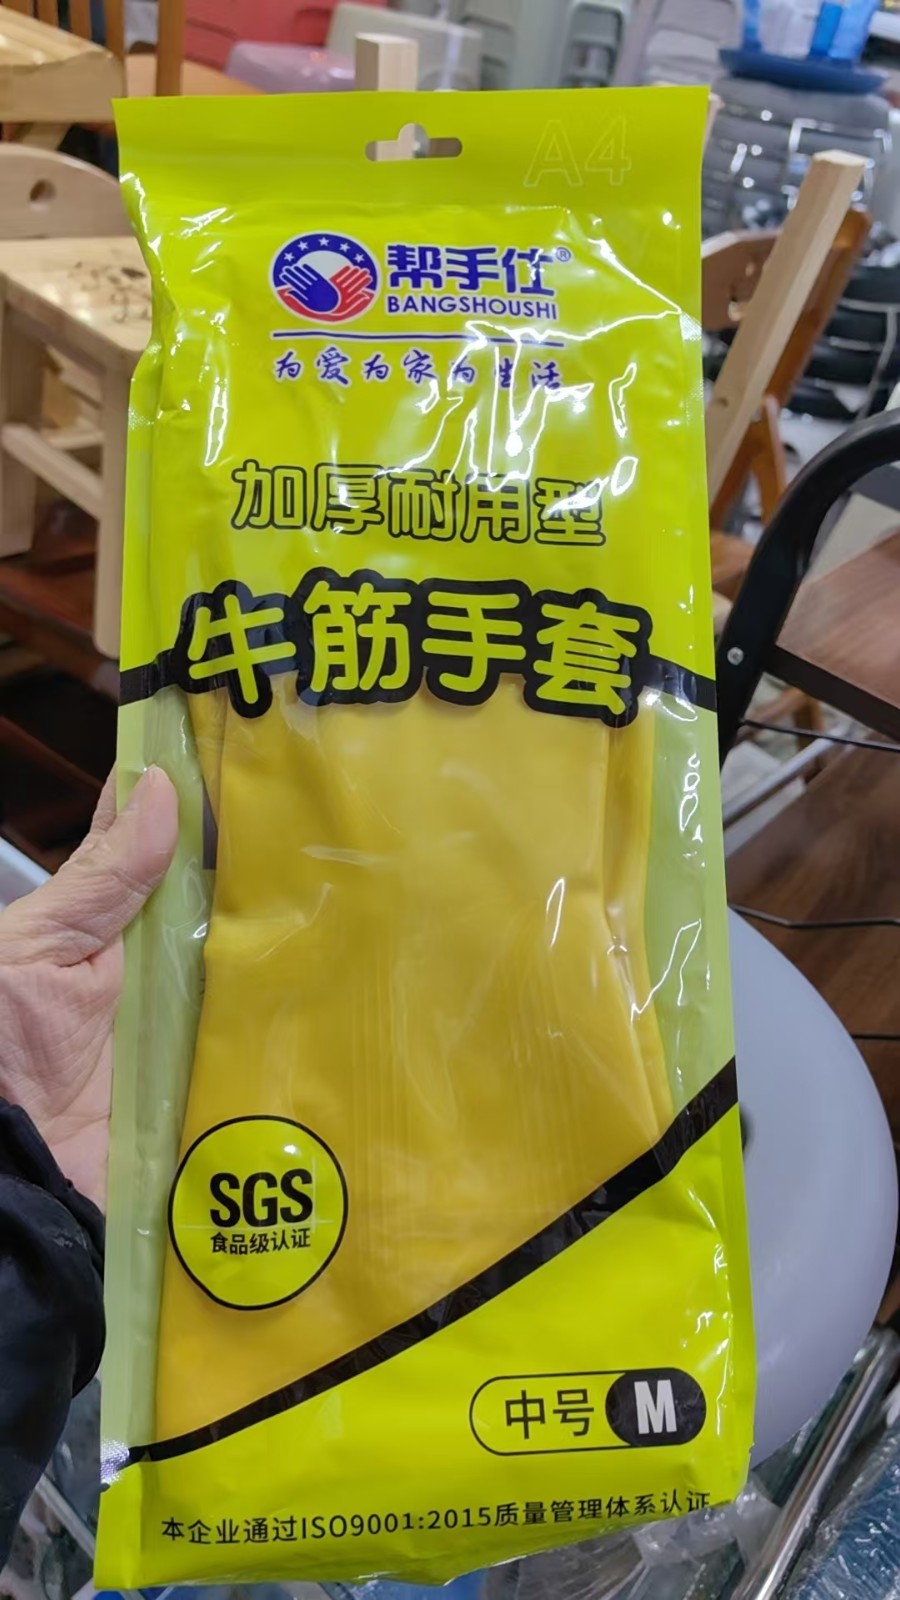 A4
帮手仕®
BANGSHOUSHI
为爱为家为生活
加厚耐用型
牛筋手套
SGS
食品级认证
中号 M
本企业通过ISO9001:2015质量管理体系认证